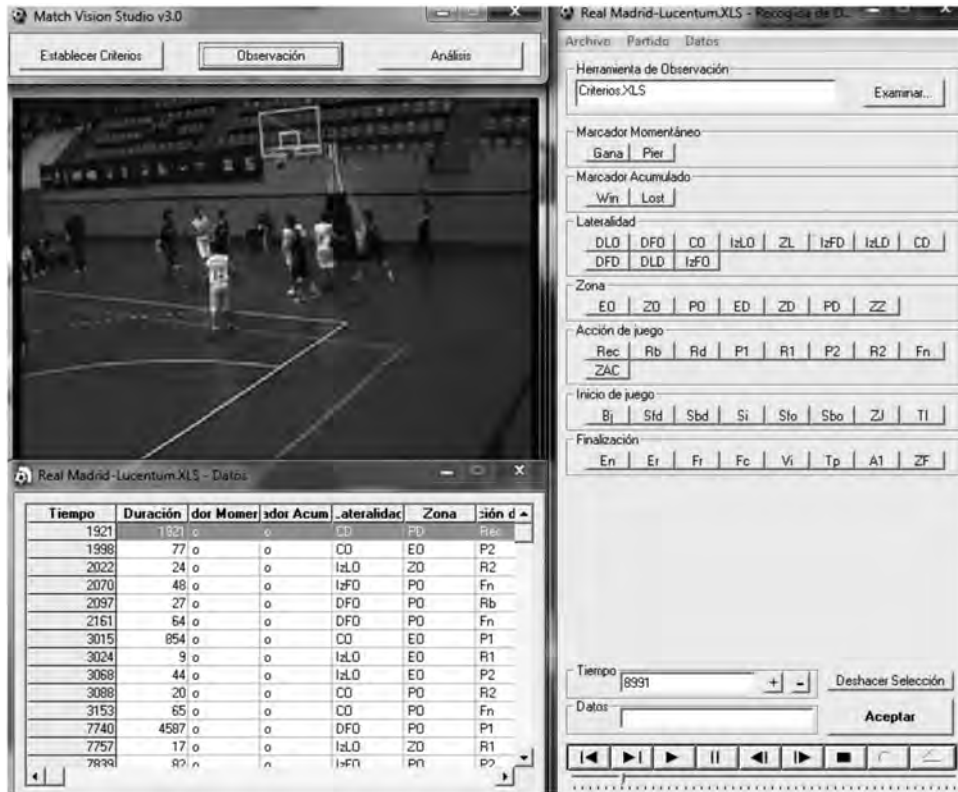 Match Vision Studio v3.0
Establecer Criterios Observación Análisis
Real Madrid-Lucentum.XLS - Datos
Tiempo Duración dor Momer ador Acum Lateralidad Zona ción d
1921 1921 o o CD PD Rec
1998 77 o o CO EO P2
2022 24 o o IzLO ZO R2
2070 48 o o IzFO PO Fn
2097 27 o o DFO PO Rb
2161 64 o o DFO PO Fn
3015 854 o o CO EO P1
3024 9 o o IzLO EO R1
3068 44 o o IzLO EO P2
3088 20 o o CO PO R2
3153 65 o o CO PO Fn
7740 4587 o o DFO PO P1
7757 17 o o IzLO ZO R1
7839 82 o o IzFO PO P2
Real Madrid-Lucentum.XLS - Recogida de D...
Archivo Partido Datos
Herramienta de Observación
Criterios.XLS Examinar...
Marcador Momentáneo
Gana Pier
Marcador Acumulado
Win Lost
Lateralidad
DLO DFO CO IzLO ZL IzFD IzLD CD
DFD DLD IzFO
Zona
EO ZO PO ED ZD PD ZZ
Acción de juego
Rec Rb Rd P1 R1 P2 R2 Fn
ZAC
Inicio de juego
Bj Sfd Sbd Si Sfo Sbo ZJ TI
Finalización
En Er Fr Fc Vi Tp A1 ZF
Tiempo 8991 + - Deshacer Selección
Datos Aceptar